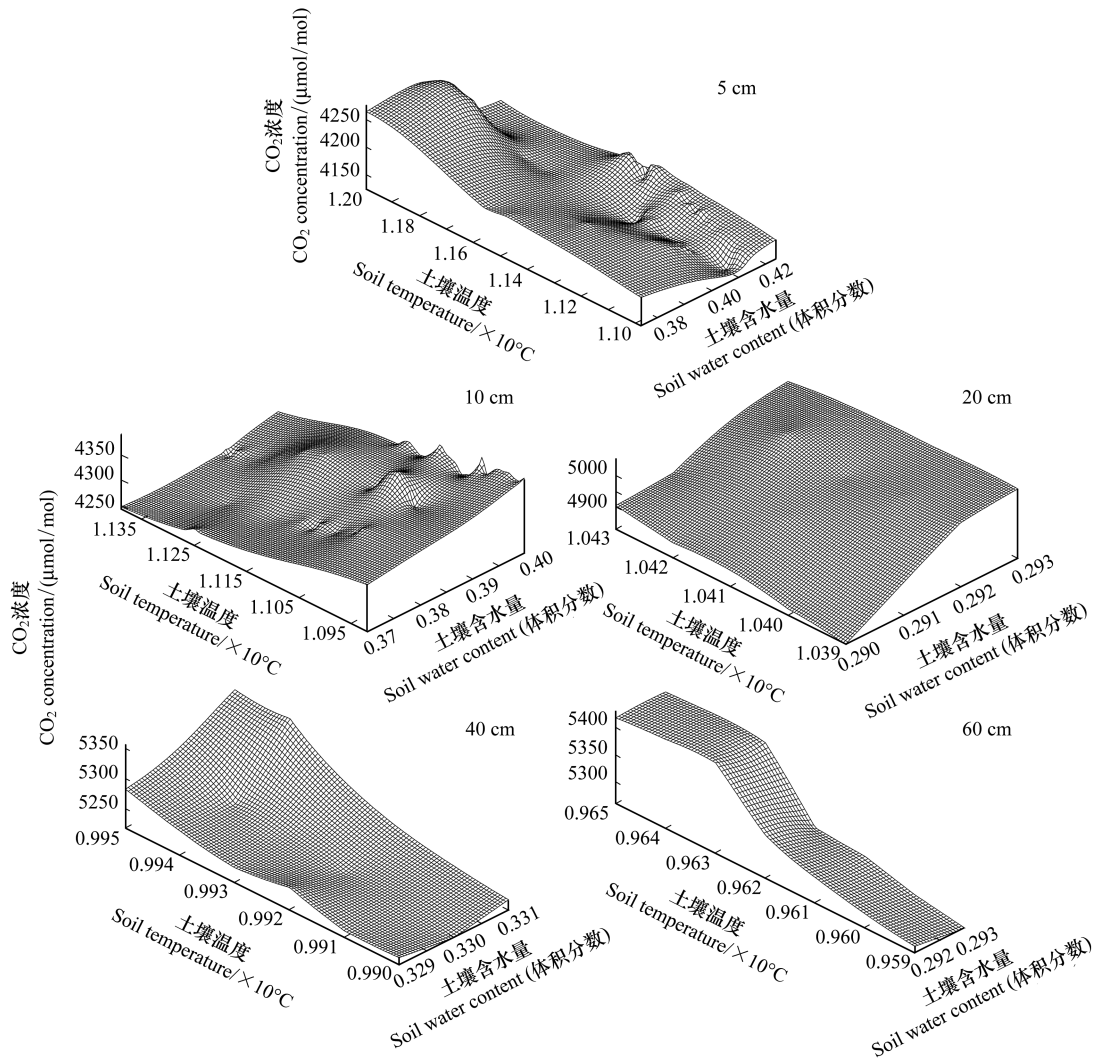 5 cm
CO2浓度
CO2 concentration/(μmol/mol)
4250
4200
4150
1.20
1.18
1.16
1.14
1.12
1.10
0.38
0.40
0.42
土壤温度
Soil temperature/×10°C
土壤含水量
Soil water content (体积分数)
CO2浓度
CO2 concentration/(μmol/mol)
10 cm
4350
4300
4250
1.135
1.125
1.115
1.105
1.095
0.37
0.38
0.39
0.40
土壤温度
Soil temperature/×10°C
土壤含水量
Soil water content (体积分数)
20 cm
5000
4900
1.043
1.042
1.041
1.040
1.039
0.290
0.291
0.292
0.293
土壤温度
Soil temperature/×10°C
土壤含水量
Soil water content (体积分数)
40 cm
5350
5300
5250
0.995
0.994
0.993
0.992
0.991
0.990
0.329
0.330
0.331
土壤温度
Soil temperature/×10°C
土壤含水量
Soil water content (体积分数)
60 cm
5400
5350
5300
0.965
0.964
0.963
0.962
0.961
0.960
0.959
0.292
0.293
土壤温度
Soil temperature/×10°C
土壤含水量
Soil water content (体积分数)